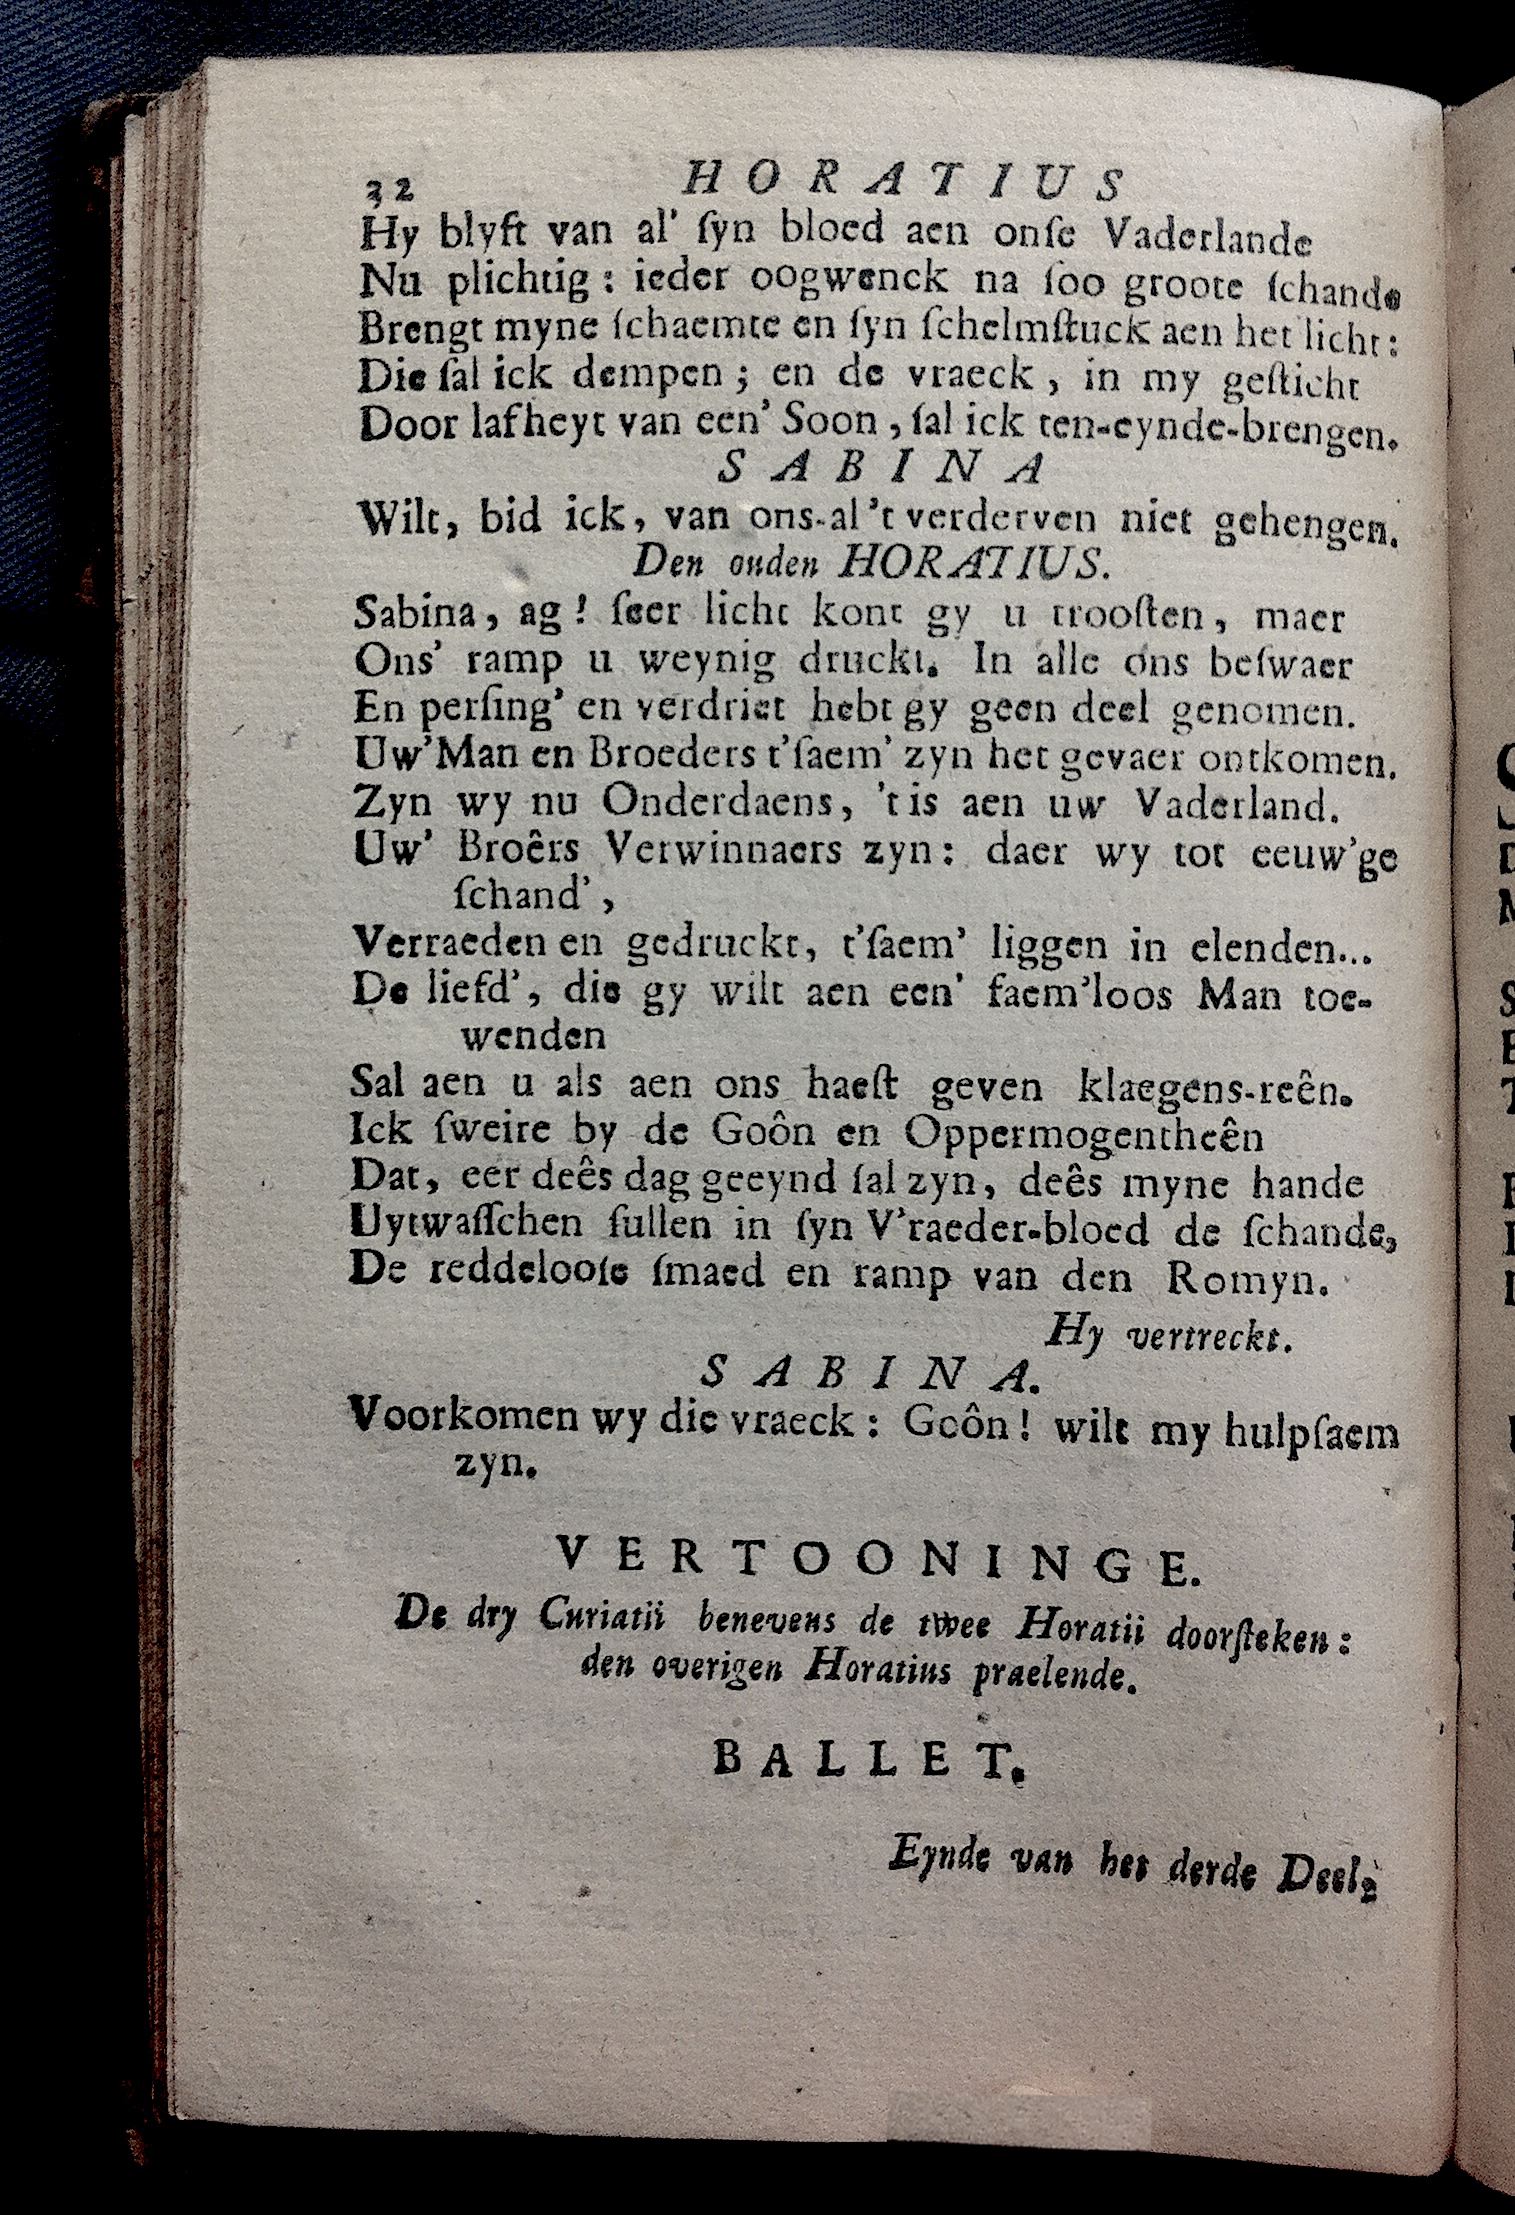 32 HORATIUS
Hy blyft van al' ſyn bloed aen onſe Vaderlande
Nu plichtig: ieder oogwenck na ſoo groote ſchande
Brengt myne ſchaemte en ſyn ſchelmſtuck aen het licht:
Die ſal ick dempen; en de vraeck, in my geſticht
Door lafheyt van een' Soon, ſal ick ten-eynde-brengen.
SABINA
Wilt, bid ick, van ons-al 't verderven niet gehengen.
Den ouden HORATIUS.
Sabina, ag! ſeer licht kont gy u trooſten, maer
Ons' ramp u weynig druckt. In alle ons beſwaer
En perſing' en verdriet hebt gy geen deel genomen.
Uw' Man en Broeders t'ſaem' zyn het gevaer ontkomen.
Zyn wy nu Onderdaens, 't is aen uw Vaderland.
Uw' Broêrs Verwinnaers zyn: daer wy tot eeuw'ge
ſchand',
Verraeden en gedruckt, t'ſaem' liggen in elenden...
De liefd', die gy wilt aen een' faem'loos Man toe-
wenden
Sal aen u als aen ons haeſt geven klaegens-reên.
Ick ſweire by de Goôn en Oppermogentheên
Dat, eer deês dag geeynd ſal zyn, deês myne hande
Uytwaſſchen ſullen in ſyn V'raeder-bloed de ſchande,
De reddelooſe ſmaed en ramp van den Romyn.
Hy vertreckt.
SABINA.
Voorkomen wy die vraeck: Goôn! wilt my hulpſaem
zyn.
VERTOONINGE.
De dry Curiatii benevens de twee Horatii doorſteken:
den overigen Horatius praelende.
BALLET.
Eynde van het derde Deel.